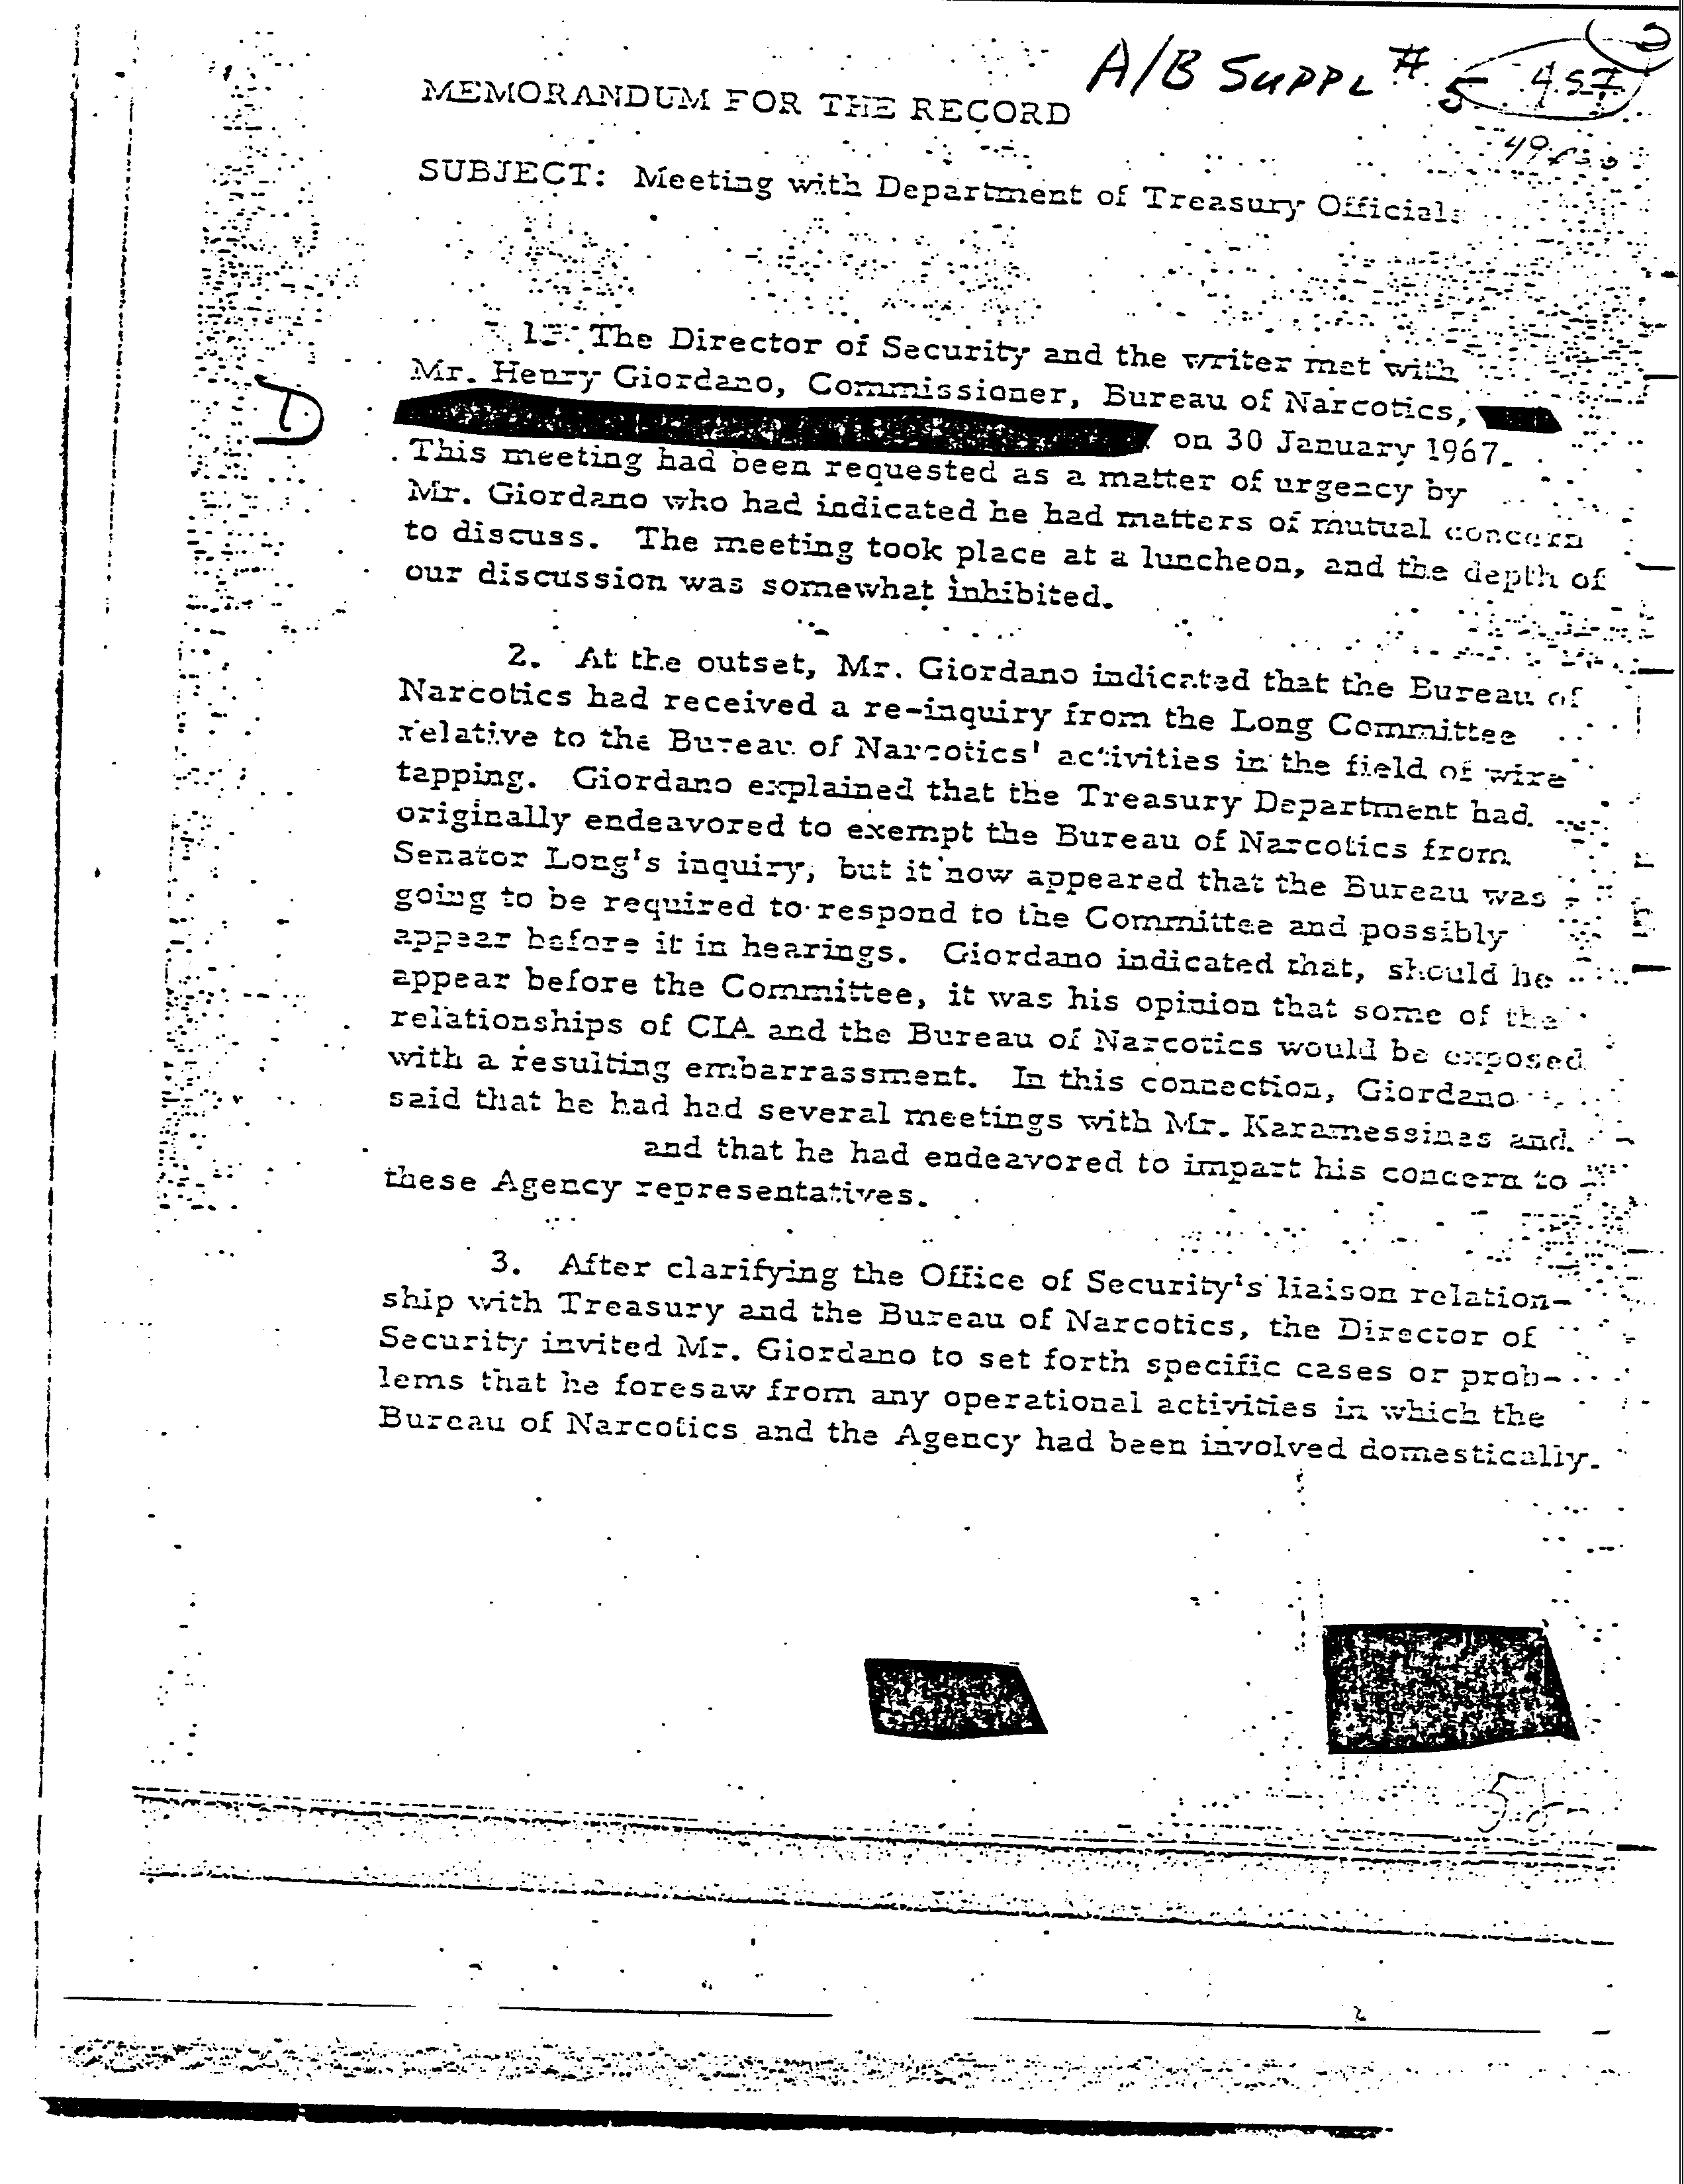 A/B SUPPL # 5 457
MEMORANDUM FOR THE RECORD
SUBJECT: Meeting with Department of Treasury Officials
1. The Director of Security and the writer met with
Mr. Henry Giordano, Commissioner, Bureau of Narcotics,
D
on 30 January 1967.
This meeting had been requested as a matter of urgency by
Mr. Giordano who had indicated he had matters of mutual concern
to discuss. The meeting took place at a luncheon, and the depth of
our discussion was somewhat inhibited.
2. At the outset, Mr. Giordano indicated that the Bureau of
Narcotics had received a re-inquiry from the Long Committee
relative to the Bureau of Narcotics' activities in the field of wire
tapping. Giordano explained that the Treasury Department had
originally endeavored to exempt the Bureau of Narcotics from
Senator Long's inquiry, but it now appeared that the Bureau was
going to be required to respond to the Committee and possibly
appear before it in hearings. Giordano indicated that, should he
appear before the Committee, it was his opinion that some of the
relationships of CIA and the Bureau of Narcotics would be exposed
with a resulting embarrassment. In this connection, Giordano
said that he had had several meetings with Mr. Karamessines and
and that he had endeavored to impart his concern to
these Agency representatives.
3. After clarifying the Office of Security's liaison relation-
ship with Treasury and the Bureau of Narcotics, the Director of
Security invited Mr. Giordano to set forth specific cases or prob-
lems that he foresaw from any operational activities in which the
Bureau of Narcotics and the Agency had been involved domestically.